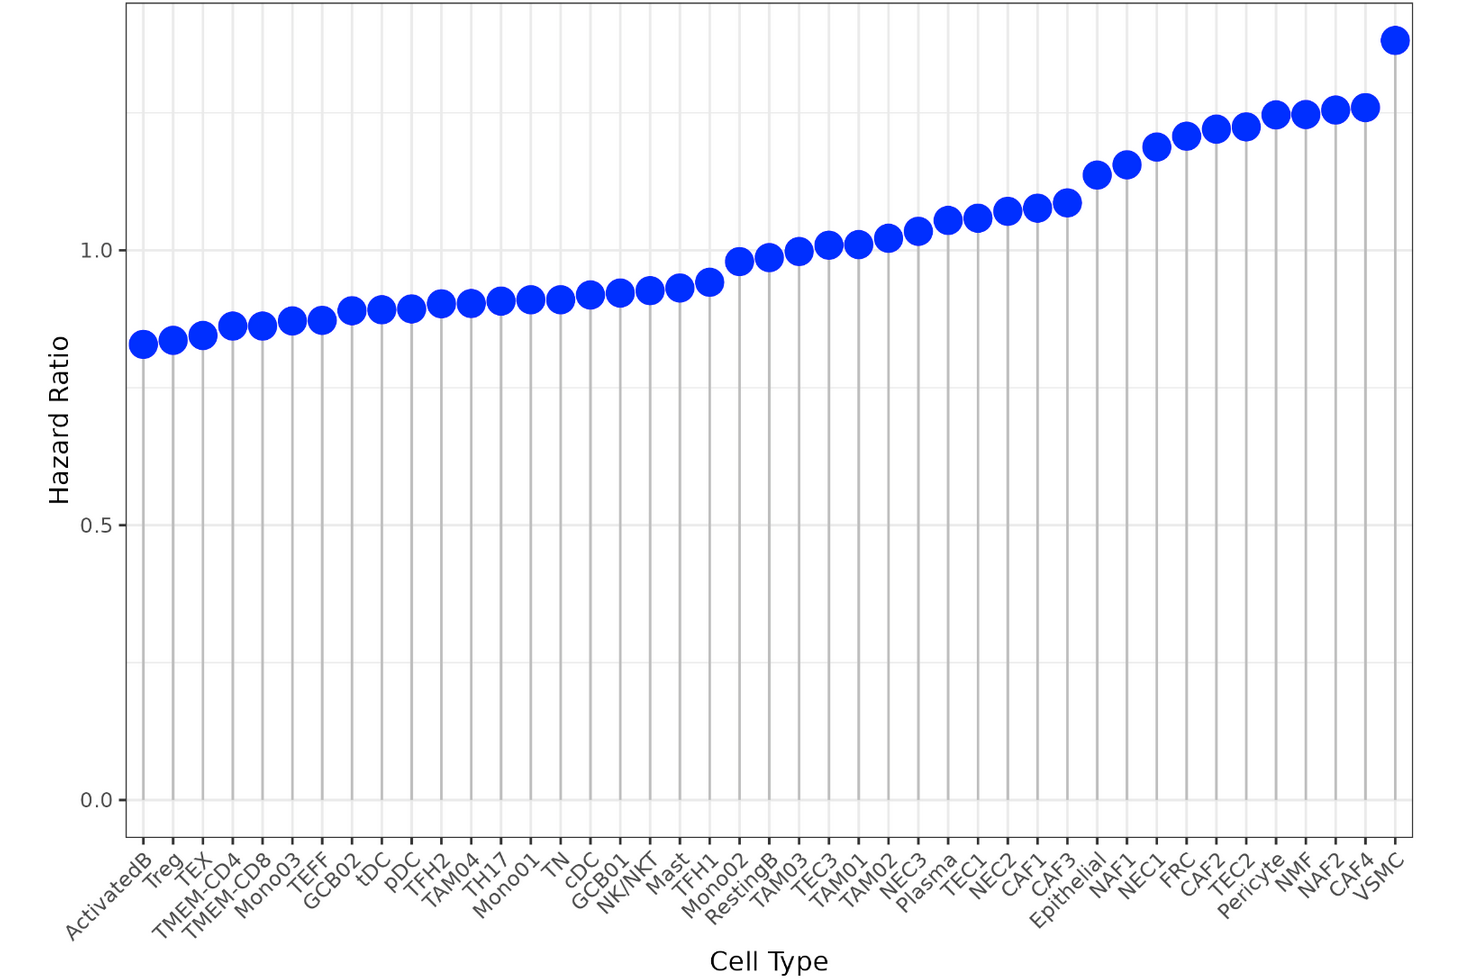 Hazard Ratio
1.0
0.5
0.0
ActivatedB
Treg
TEX
TMEM-CD4
TMEM-CD8
Mono03
TEFF
GCB02
tDC
pDC
TFH2
TAM04
TH17
Mono01
TN
cDC
GCB01
NK/NKT
Mast
TFH1
Mono02
RestingB
TAM03
TEC3
TAM01
TAM02
NEC3
Plasma
TEC1
NEC2
CAF1
CAF3
Epithelial
NAF1
NEC1
FRC
CAF2
TEC2
Pericyte
NMF
NAF2
CAF4
VSMC
Cell Type